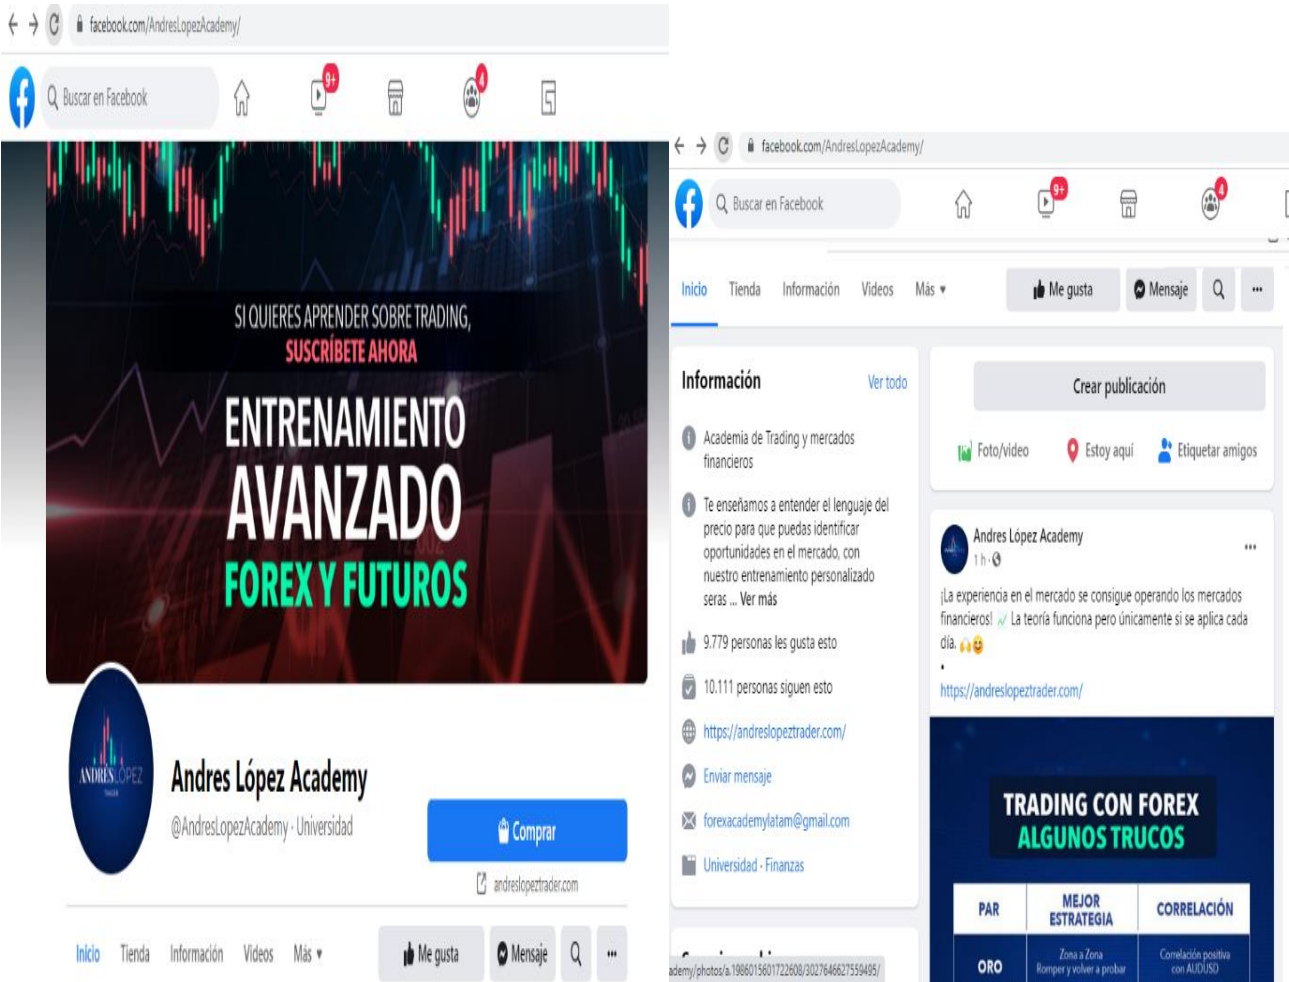 facebook.com/AndresLopezAcademy/
Buscar en Facebook
9+
4
SI QUIERES APRENDER SOBRE TRADING,
SUSCRÍBETE AHORA
ENTRENAMIENTO
AVANZADO
FOREX Y FUTUROS
ANDRÉS LÓPEZ
TRADER
Andres López Academy
@AndresLopezAcademy · Universidad
Comprar
andreslopeztrader.com
Inicio Tienda Información Videos Más
Me gusta Mensaje
facebook.com/AndresLopezAcademy/
Buscar en Facebook
9+
4
Inicio Tienda Información Videos Más
Me gusta Mensaje
Información Ver todo
Academia de Trading y mercados
financieros
Te enseñamos a entender el lenguaje del
precio para que puedas identificar
oportunidades en el mercado, con
nuestro entrenamiento personalizado
seras ... Ver más
9.779 personas les gusta esto
10.111 personas siguen esto
https://andreslopeztrader.com/
Enviar mensaje
forexacademylatam@gmail.com
Universidad · Finanzas
ademy/photos/a.1986015601722608/3027646627559495/
Crear publicación
Foto/video Estoy aquí Etiquetar amigos
Andres López Academy
1 h ·
¡La experiencia en el mercado se consigue operando los mercados
financieros! 📈 La teoría funciona pero únicamente si se aplica cada
día. 🙌😊
•
https://andreslopeztrader.com/
TRADING CON FOREX
ALGUNOS TRUCOS
PAR MEJOR ESTRATEGIA CORRELACIÓN
ORO
Zona a Zona
Romper y volver a probar
Correlación positiva
con AUDUSD